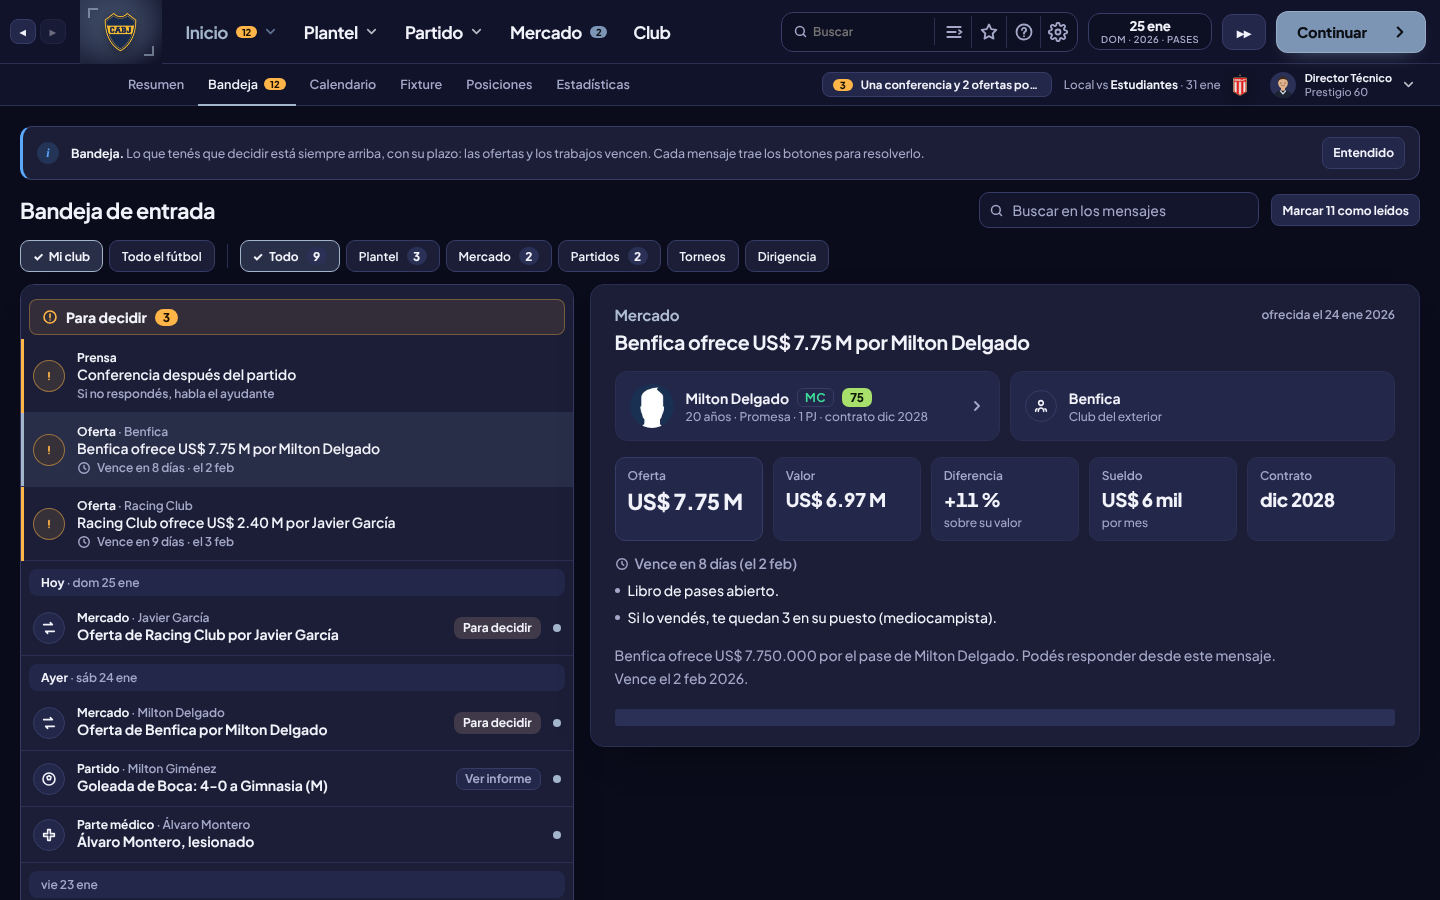 CABJ
Inicio 12
Plantel
Partido
Mercado 2
Club
Buscar
25 ene
DOM · 2026 · PASES
Continuar
Resumen
Bandeja 12
Calendario
Fixture
Posiciones
Estadísticas
3 Una conferencia y 2 ofertas po...
Local vs Estudiantes · 31 ene
Director Técnico
Prestigio 60
i Bandeja. Lo que tenés que decidir está siempre arriba, con su plazo: las ofertas y los trabajos vencen. Cada mensaje trae los botones para resolverlo.
Entendido
Bandeja de entrada
Buscar en los mensajes
Marcar 11 como leídos
Mi club
Todo el fútbol
Todo 9
Plantel 3
Mercado 2
Partidos 2
Torneos
Dirigencia
Para decidir 3
Prensa
! Conferencia después del partido
Si no respondés, habla el ayudante
Oferta · Benfica
! Benfica ofrece US$ 7.75 M por Milton Delgado
Vence en 8 días · el 2 feb
Oferta · Racing Club
! Racing Club ofrece US$ 2.40 M por Javier García
Vence en 9 días · el 3 feb
Hoy · dom 25 ene
Mercado · Javier García
Oferta de Racing Club por Javier García
Para decidir
Ayer · sáb 24 ene
Mercado · Milton Delgado
Oferta de Benfica por Milton Delgado
Para decidir
Partido · Milton Giménez
Goleada de Boca: 4-0 a Gimnasia (M)
Ver informe
Parte médico · Álvaro Montero
Álvaro Montero, lesionado
vie 23 ene
Mercado
ofrecida el 24 ene 2026
Benfica ofrece US$ 7.75 M por Milton Delgado
Milton Delgado MC 75
20 años · Promesa · 1 PJ · contrato dic 2028
Benfica
Club del exterior
Oferta
US$ 7.75 M
Valor
US$ 6.97 M
Diferencia
+11 %
sobre su valor
Sueldo
US$ 6 mil
por mes
Contrato
dic 2028
Vence en 8 días (el 2 feb)
• Libro de pases abierto.
• Si lo vendés, te quedan 3 en su puesto (mediocampista).
Benfica ofrece US$ 7.750.000 por el pase de Milton Delgado. Podés responder desde este mensaje.
Vence el 2 feb 2026.